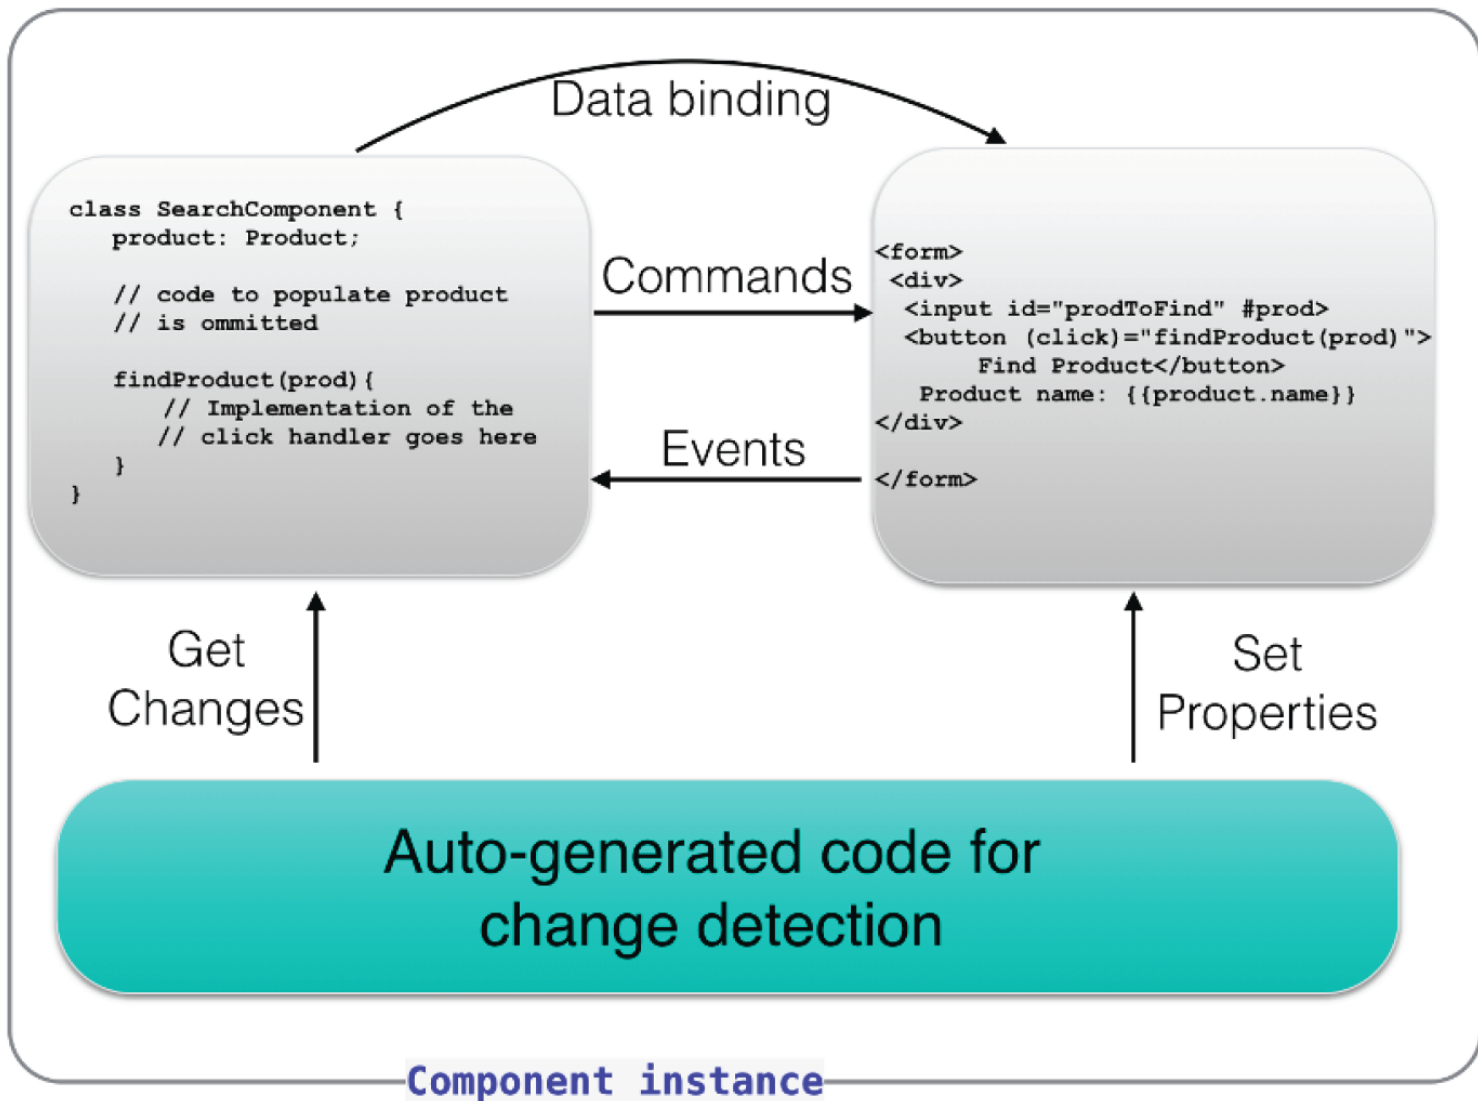 Data binding
class SearchComponent {
product: Product;
// code to populate product
// is ommitted
findProduct(prod){
// Implementation of the
// click handler goes here
}
}
Commands
Events
<form>
<div>
<input id="prodToFind" #prod>
<button (click)="findProduct(prod)">
Find Product</button>
Product name: {{product.name}}
</div>
</form>
Get
Changes
Set
Properties
Auto-generated code for
change detection
Component instance